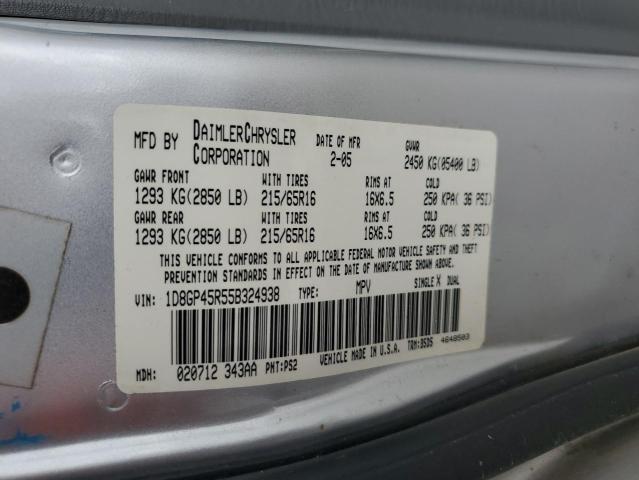 MFD BY DAIMLERCHRYSLER CORPORATION DATE OF MFR 2-05 GVWR 2450 KG(05400 LB)
GAWR FRONT WITH TIRES RIMS AT COLD
1293 KG(2850 LB) 215/65R16 16X6.5 250 KPA( 36 PSI)
GAWR REAR WITH TIRES RIMS AT COLD
1293 KG(2850 LB) 215/65R16 16X6.5 250 KPA( 36 PSI)
THIS VEHICLE CONFORMS TO ALL APPLICABLE FEDERAL MOTOR VEHICLE SAFETY AND THEFT
PREVENTION STANDARDS IN EFFECT ON THE DATE OF MANUFACTURE SHOWN ABOVE.
VIN: 1D8GP45R55B324938 TYPE: MPV SINGLE X DUAL
MDH: 020712 343AA PNT:PS2 VEHICLE MADE IN U.S.A. TRM:BSDS 4648503